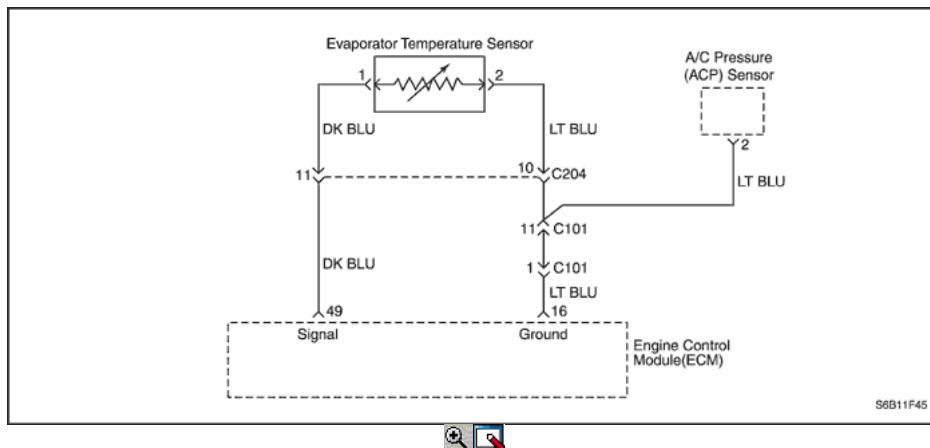 Evaporator Temperature Sensor
1
2
A/C Pressure
(ACP) Sensor
2
DK BLU
LT BLU
LT BLU
11
10
C204
11
C101
DK BLU
1
C101
LT BLU
49
16
Signal
Ground
Engine Control
Module(ECM)
S6B11F45